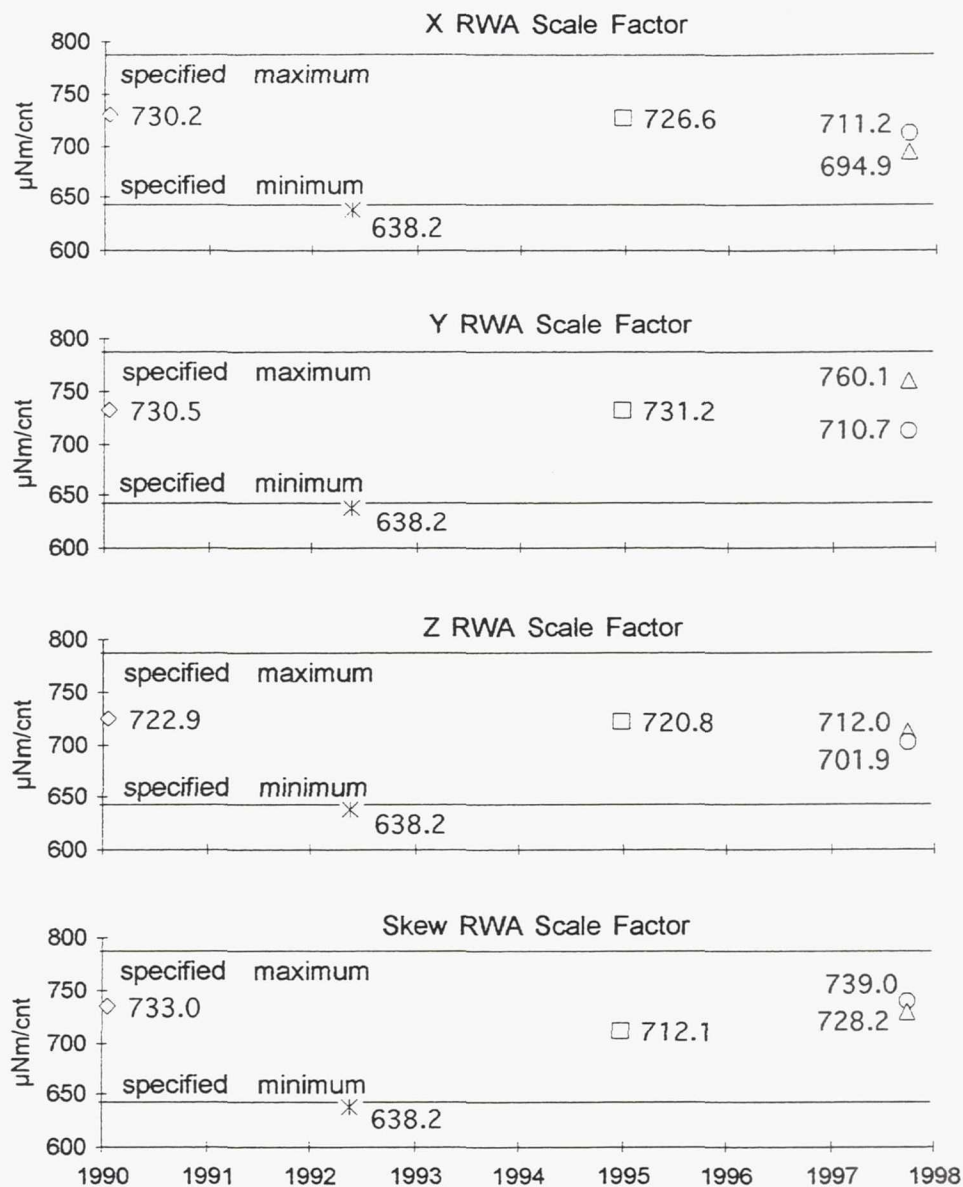 X RWA Scale Factor
800
specified maximum
750
730.2
726.6
711.2
700
694.9
µNm/cnt
specified minimum
650
638.2
600
Y RWA Scale Factor
800
specified maximum
760.1
750
730.5
731.2
710.7
700
µNm/cnt
specified minimum
650
638.2
600
Z RWA Scale Factor
800
specified maximum
750
722.9
720.8
712.0
700
701.9
µNm/cnt
specified minimum
650
638.2
600
Skew RWA Scale Factor
800
specified maximum
739.0
750
733.0
728.2
712.1
700
µNm/cnt
specified minimum
650
638.2
600
1990 1991 1992 1993 1994 1995 1996 1997 1998